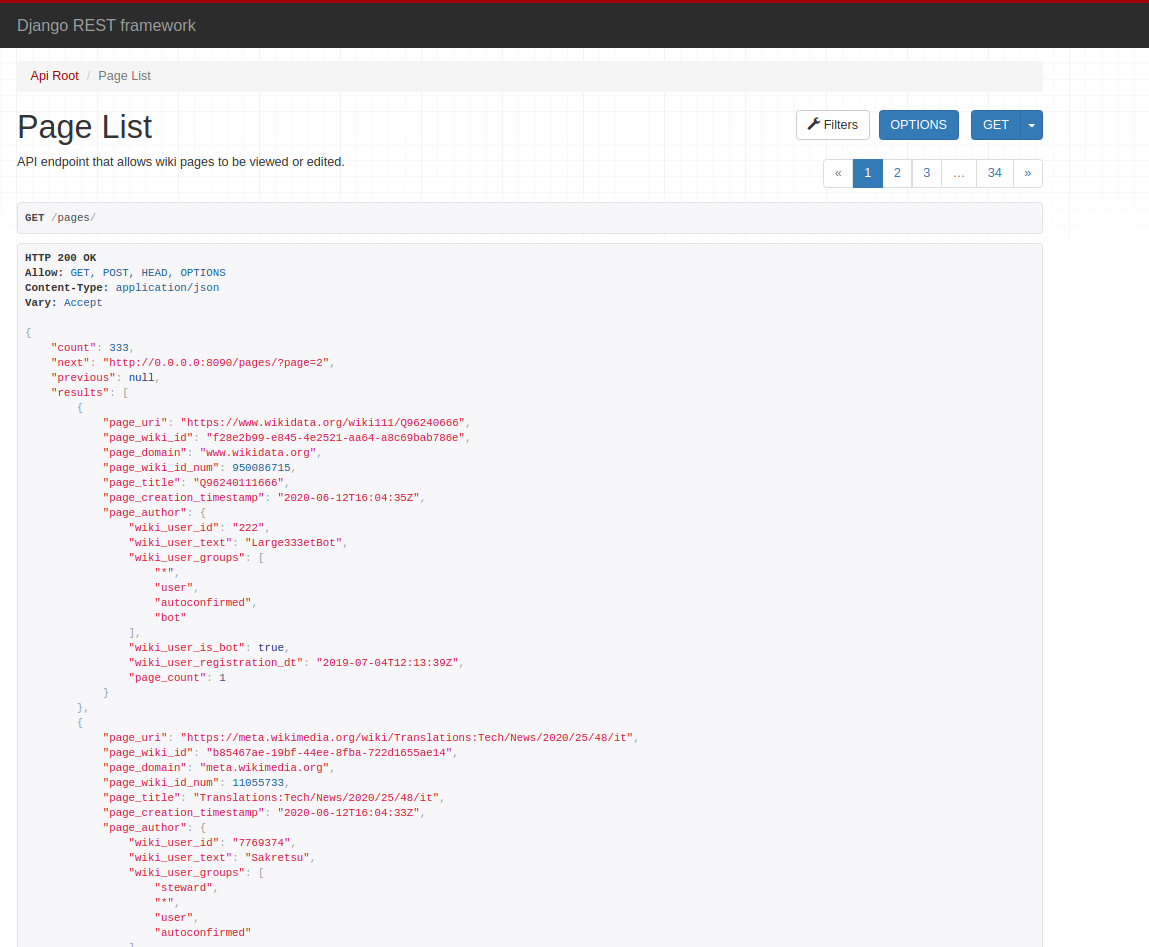 Django REST framework
Api Root / Page List
Page List
Filters
OPTIONS
GET
API endpoint that allows wiki pages to be viewed or edited.
« 1 2 3 … 34 »
GET /pages/
HTTP 200 OK
Allow: GET, POST, HEAD, OPTIONS
Content-Type: application/json
Vary: Accept
{
    "count": 333,
    "next": "http://0.0.0.0:8090/pages/?page=2",
    "previous": null,
    "results": [
        {
            "page_uri": "https://www.wikidata.org/wiki111/Q96240666",
            "page_wiki_id": "f28e2b99-e845-4e2521-aa64-a8c69bab786e",
            "page_domain": "www.wikidata.org",
            "page_wiki_id_num": 950086715,
            "page_title": "Q96240111666",
            "page_creation_timestamp": "2020-06-12T16:04:35Z",
            "page_author": {
                "wiki_user_id": "222",
                "wiki_user_text": "Large333etBot",
                "wiki_user_groups": [
                    "*",
                    "user",
                    "autoconfirmed",
                    "bot"
                ],
                "wiki_user_is_bot": true,
                "wiki_user_registration_dt": "2019-07-04T12:13:39Z",
                "page_count": 1
            }
        },
        {
            "page_uri": "https://meta.wikimedia.org/wiki/Translations:Tech/News/2020/25/48/it",
            "page_wiki_id": "b85467ae-19bf-44ee-8fba-722d1655ae14",
            "page_domain": "meta.wikimedia.org",
            "page_wiki_id_num": 11055733,
            "page_title": "Translations:Tech/News/2020/25/48/it",
            "page_creation_timestamp": "2020-06-12T16:04:33Z",
            "page_author": {
                "wiki_user_id": "7769374",
                "wiki_user_text": "Sakretsu",
                "wiki_user_groups": [
                    "steward",
                    "*",
                    "user",
                    "autoconfirmed"
                ]